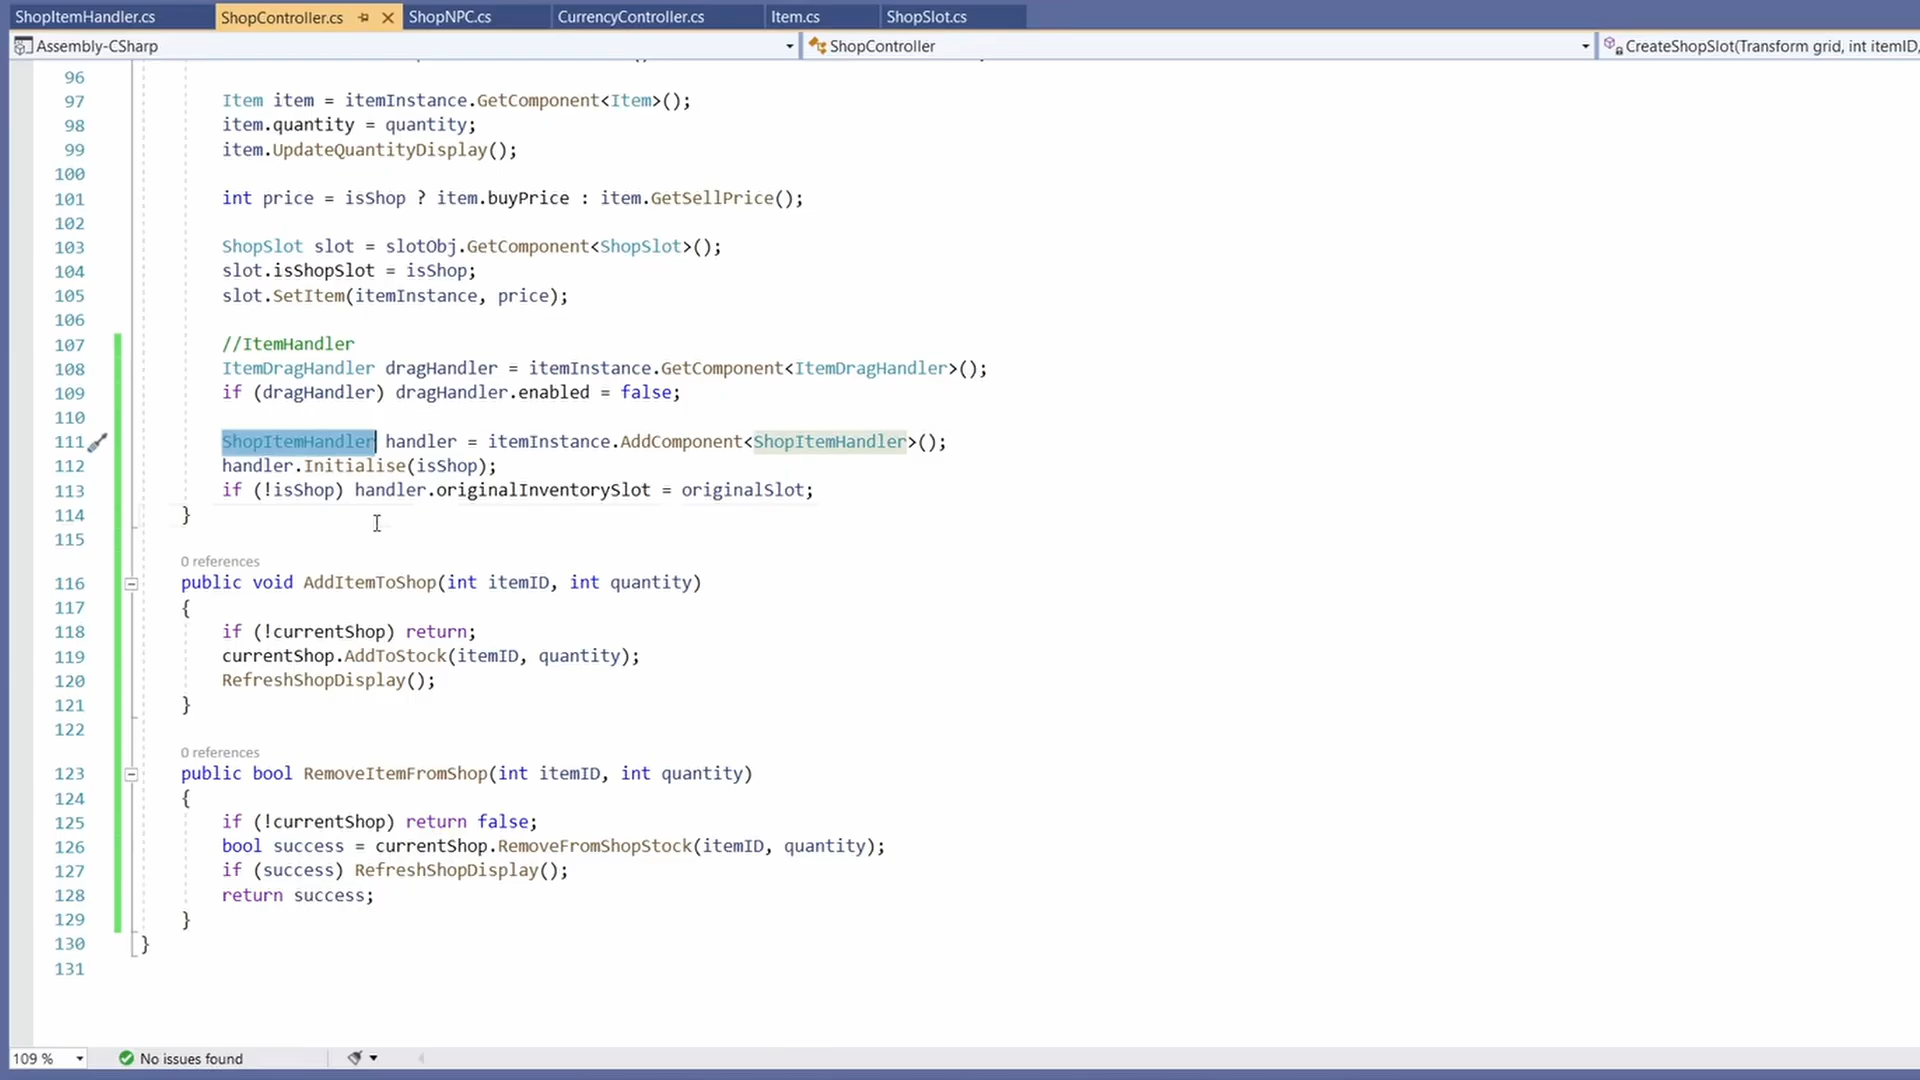 ShopItemHandler.cs ShopController.cs ShopNPC.cs CurrencyController.cs Item.cs ShopSlot.cs
Assembly-CSharp ShopController CreateShopSlot(Transform grid, int itemID,
96
97 Item item = itemInstance.GetComponent<Item>();
98 item.quantity = quantity;
99 item.UpdateQuantityDisplay();
100
101 int price = isShop ? item.buyPrice : item.GetSellPrice();
102
103 ShopSlot slot = slotObj.GetComponent<ShopSlot>();
104 slot.isShopSlot = isShop;
105 slot.SetItem(itemInstance, price);
106
107 //ItemHandler
108 ItemDragHandler dragHandler = itemInstance.GetComponent<ItemDragHandler>();
109 if (dragHandler) dragHandler.enabled = false;
110
111 ShopItemHandler handler = itemInstance.AddComponent<ShopItemHandler>();
112 handler.Initialise(isShop);
113 if (!isShop) handler.originalInventorySlot = originalSlot;
114 }
115
0 references
116 public void AddItemToShop(int itemID, int quantity)
117 {
118 if (!currentShop) return;
119 currentShop.AddToStock(itemID, quantity);
120 RefreshShopDisplay();
121 }
122
0 references
123 public bool RemoveItemFromShop(int itemID, int quantity)
124 {
125 if (!currentShop) return false;
126 bool success = currentShop.RemoveFromShopStock(itemID, quantity);
127 if (success) RefreshShopDisplay();
128 return success;
129 }
130 }
131
109 % No issues found